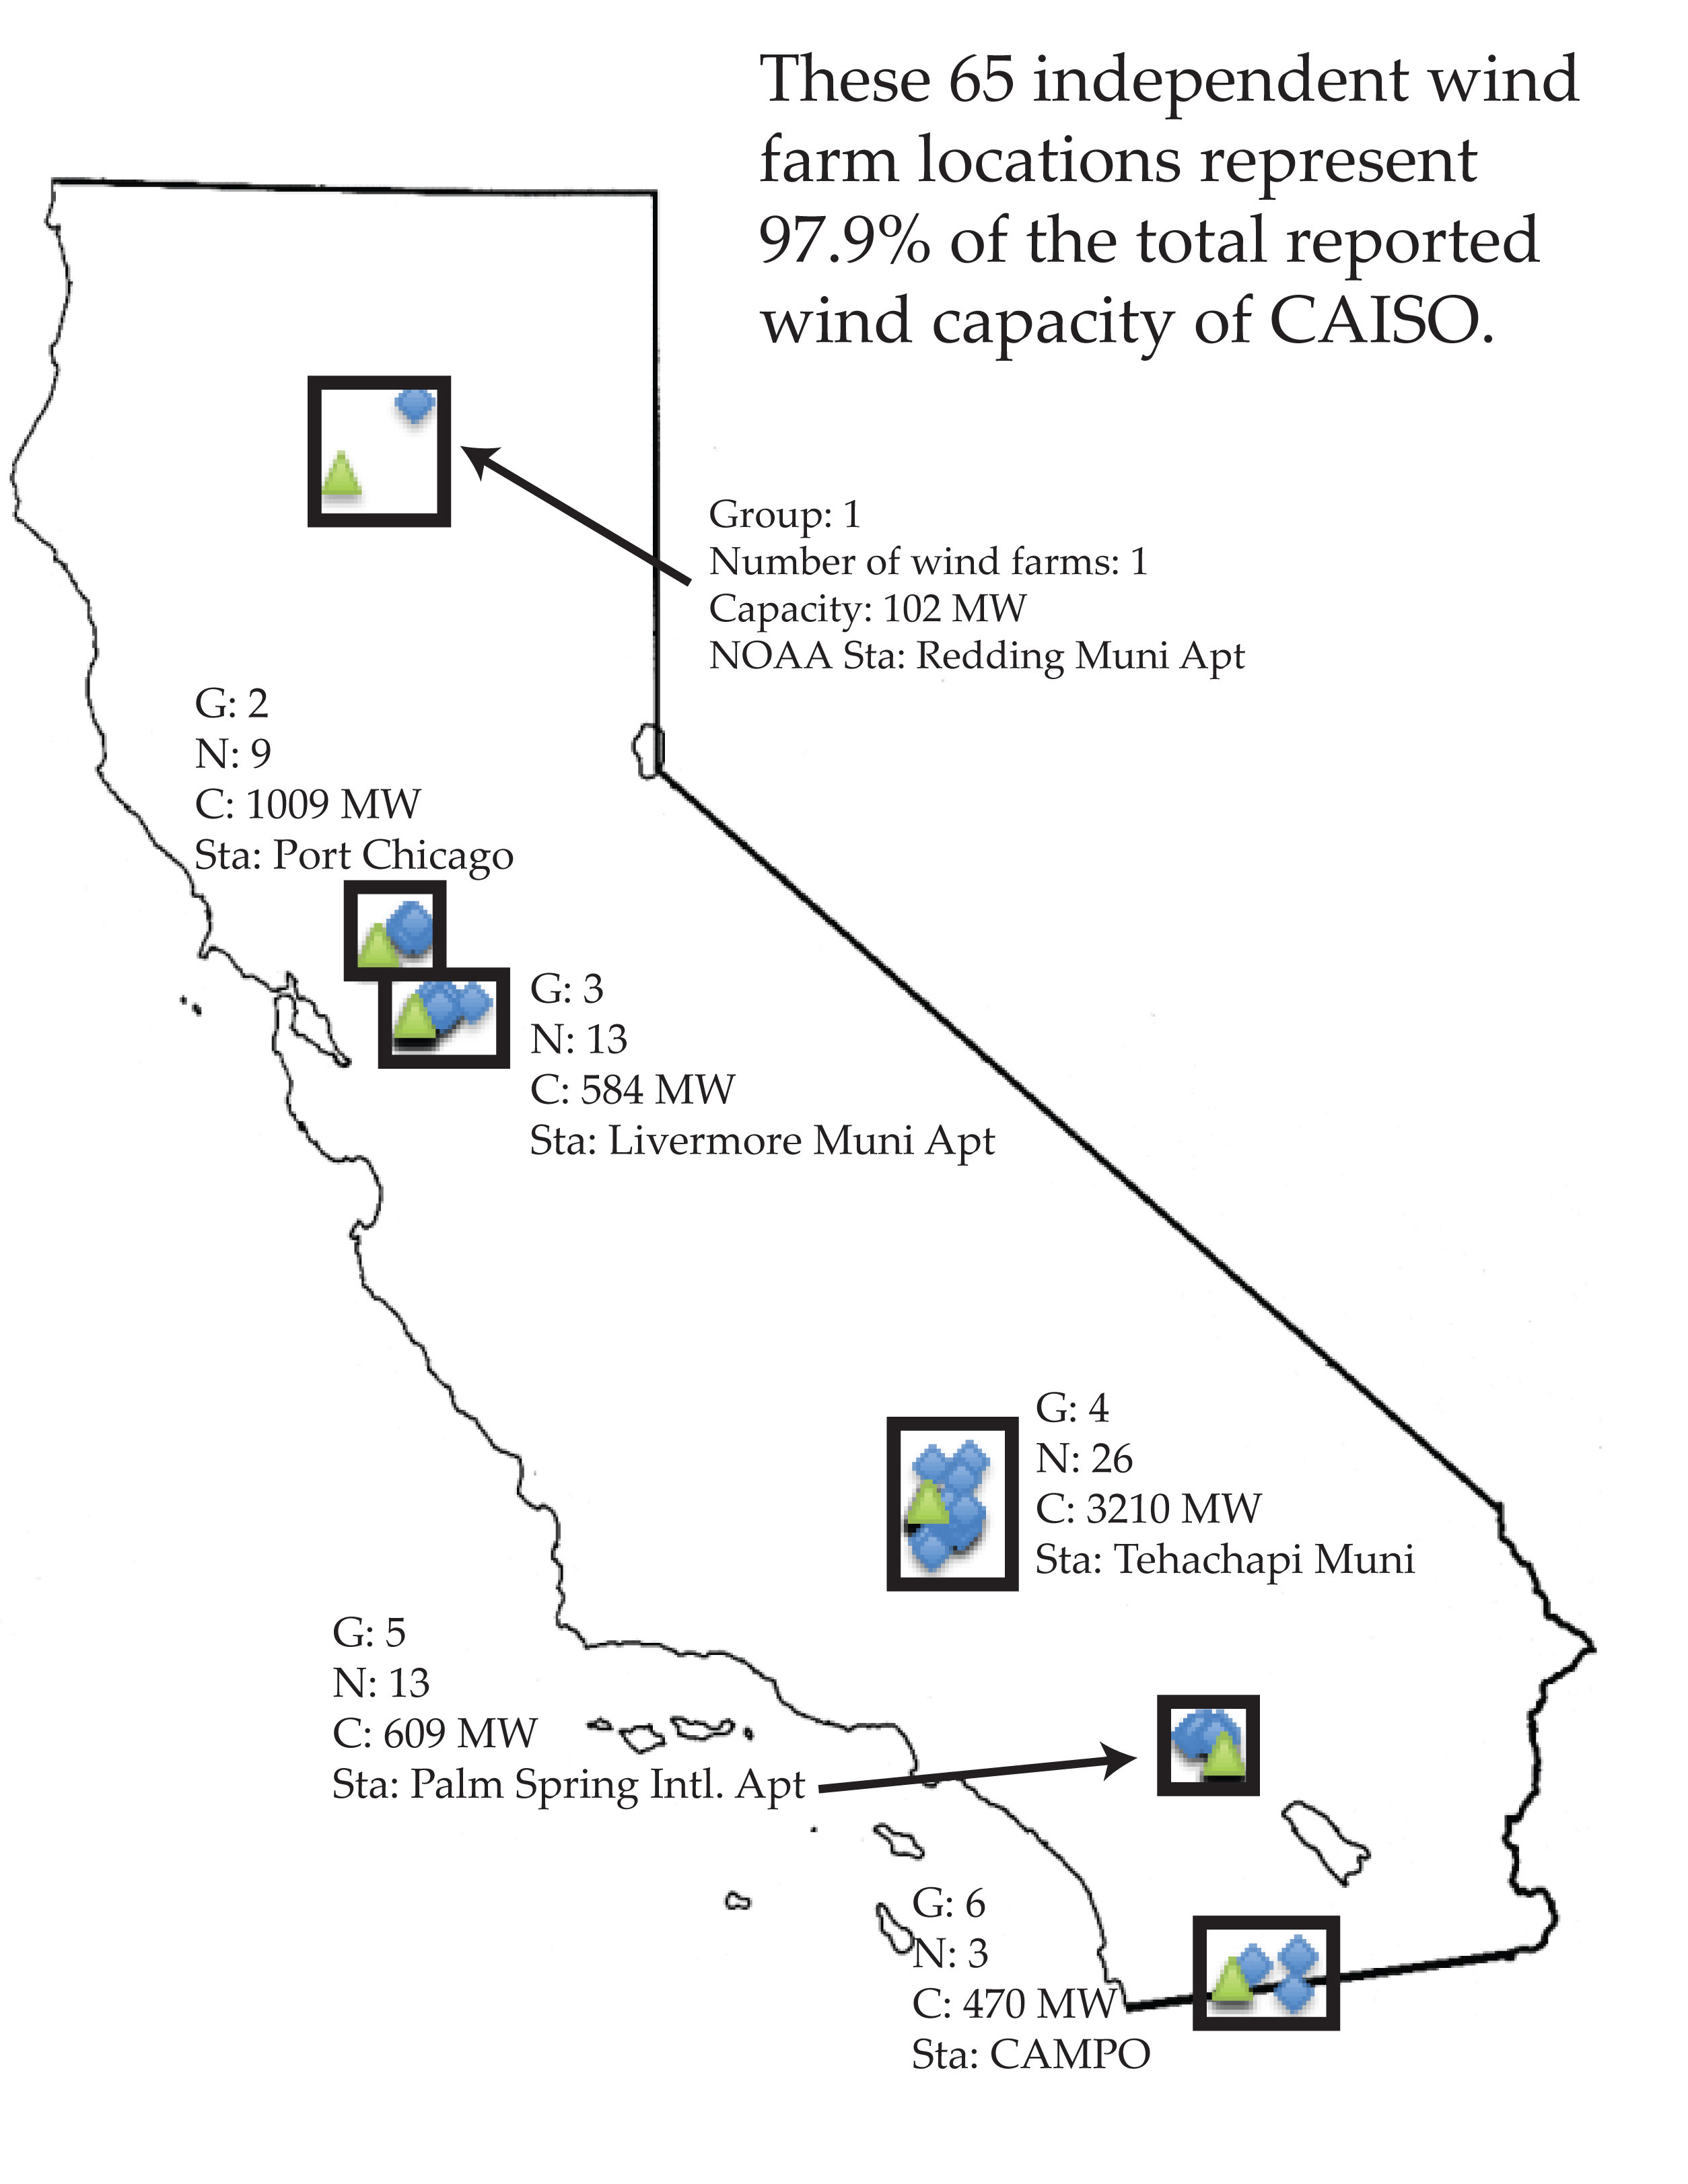 These 65 independent wind
farm locations represent
97.9% of the total reported
wind capacity of CAISO.
Group: 1
Number of wind farms: 1
Capacity: 102 MW
NOAA Sta: Redding Muni Apt
G: 2
N: 9
C: 1009 MW
Sta: Port Chicago
G: 3
N: 13
C: 584 MW
Sta: Livermore Muni Apt
G: 4
N: 26
C: 3210 MW
Sta: Tehachapi Muni
G: 5
N: 13
C: 609 MW
Sta: Palm Spring Intl. Apt
G: 6
N: 3
C: 470 MW
Sta: CAMPO